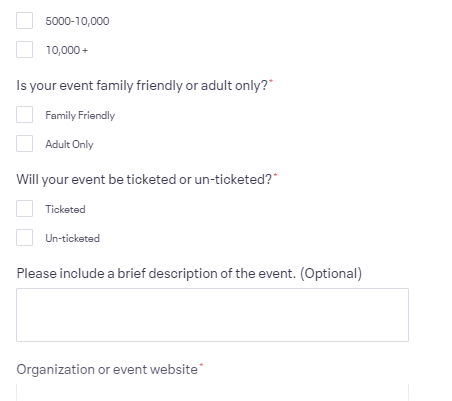 5000-10,000
10,000+
Is your event family friendly or adult only?*
Family Friendly
Adult Only
Will your event be ticketed or un-ticketed?*
Ticketed
Un-ticketed
Please include a brief description of the event. (Optional)
Organization or event website*